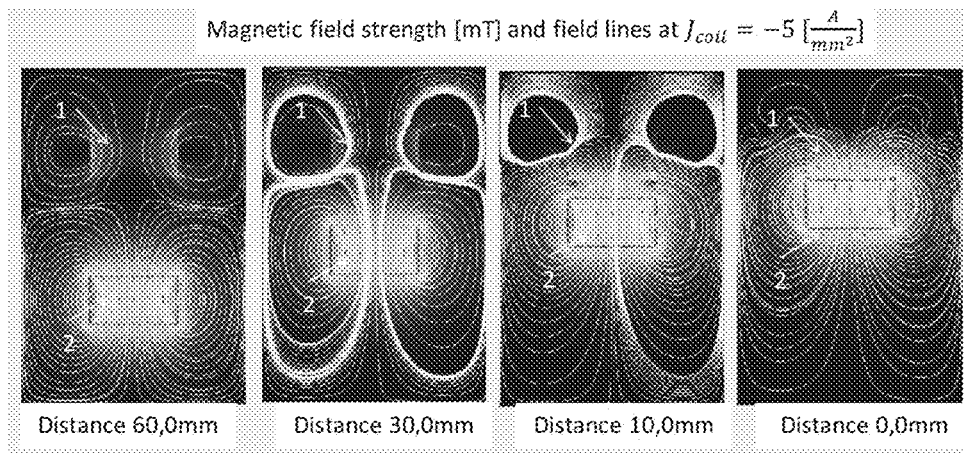 Magnetic field strength [mT] and field lines at J_coil = −5 [A/mm²]
1
2
1
2
1
2
1
2
Distance 60,0mm
Distance 30,0mm
Distance 10,0mm
Distance 0,0mm